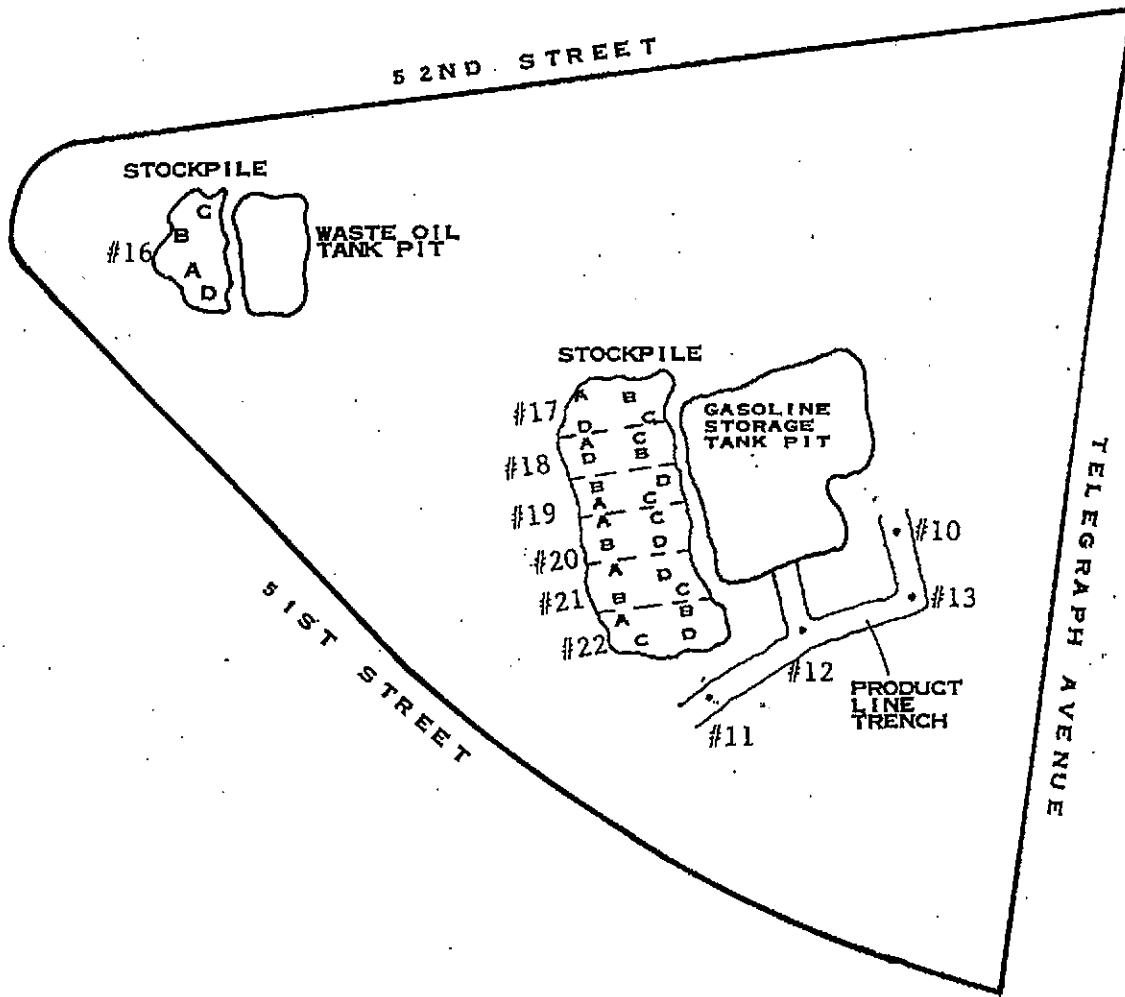 52ND STREET
STOCKPILE
C
B
#16
A
D
WASTE OIL
TANK PIT
STOCKPILE
A B
#17
C
D
GASOLINE
STORAGE
TANK PIT
A C
D B
#18
D
B C
A
#19
A C
B D
#20
A D
C
B
#21
B
A
C D
#22
#10
#13
#12
PRODUCT
LINE
TRENCH
#11
51ST STREET
TELEGRAPH AVENUE